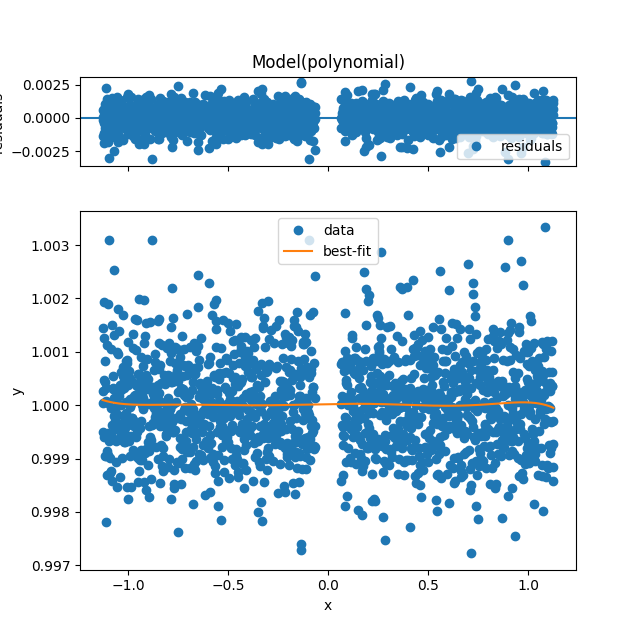 Model(polynomial)
0.0025
0.0000
−0.0025
residuals
residuals
1.003
1.002
1.001
1.000
0.999
0.998
0.997
y
data
best-fit
−1.0 −0.5 0.0 0.5 1.0
x